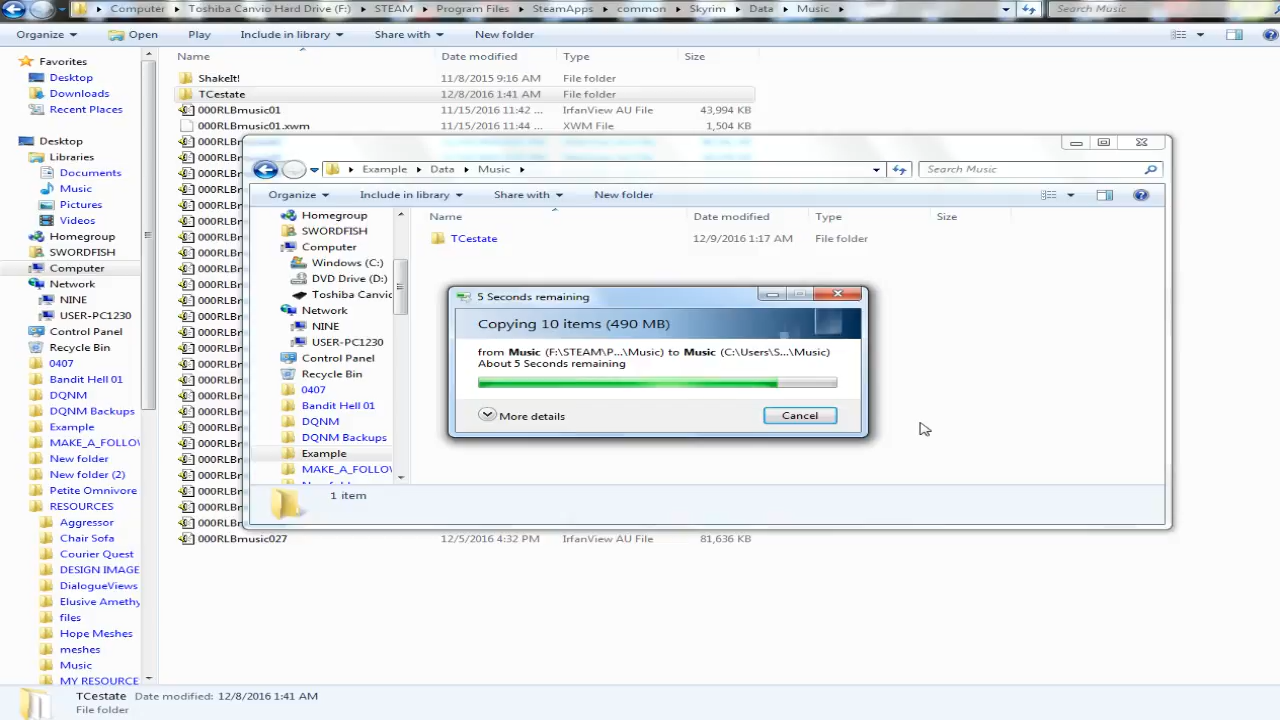 Computer ▸ Toshiba Canvio Hard Drive (F:) ▸ STEAM ▸ Program Files ▸ SteamApps ▸ common ▸ Skyrim ▸ Data ▸ Music ▸ Search Music
Organize Open Play Include in library Share with New folder
Name Date modified Type Size
Favorites
Desktop
Downloads
Recent Places
Desktop
Libraries
Documents
Music
Pictures
Videos
Homegroup
SWORDFISH
Computer
Network
NINE
USER-PC1230
Control Panel
Recycle Bin
0407
Bandit Hell 01
DQNM
DQNM Backups
Example
MAKE_A_FOLLOW
New folder
New folder (2)
Petite Omnivore
RESOURCES
Aggressor
Chair Sofa
Courier Quest
DESIGN IMAGE
DialogueViews
Elusive Amethy
files
Hope Meshes
meshes
Music
MY RESOURCE
ShakeIt! 11/8/2015 9:16 AM File folder
TCestate 12/8/2016 1:41 AM File folder
000RLBmusic01 11/15/2016 11:42 ... IrfanView AU File 43,994 KB
000RLBmusic01.xwm 11/15/2016 11:44 ... XWM File 1,504 KB
000RLBmusic027 12/5/2016 4:32 PM IrfanView AU File 81,636 KB
Example ▸ Data ▸ Music ▸ Search Music
Organize Include in library Share with New folder
Homegroup
SWORDFISH
Computer
Windows (C:)
DVD Drive (D:)
Toshiba Canvio
Network
NINE
USER-PC1230
Control Panel
Recycle Bin
0407
Bandit Hell 01
DQNM
DQNM Backups
Example
MAKE_A_FOLLOW
Name Date modified Type Size
TCestate 12/9/2016 1:17 AM File folder
5 Seconds remaining
Copying 10 items (490 MB)
from Music (F:\STEAM\P...\Music) to Music (C:\Users\S...\Music)
About 5 Seconds remaining
More details Cancel
1 item
TCestate Date modified: 12/8/2016 1:41 AM
File folder